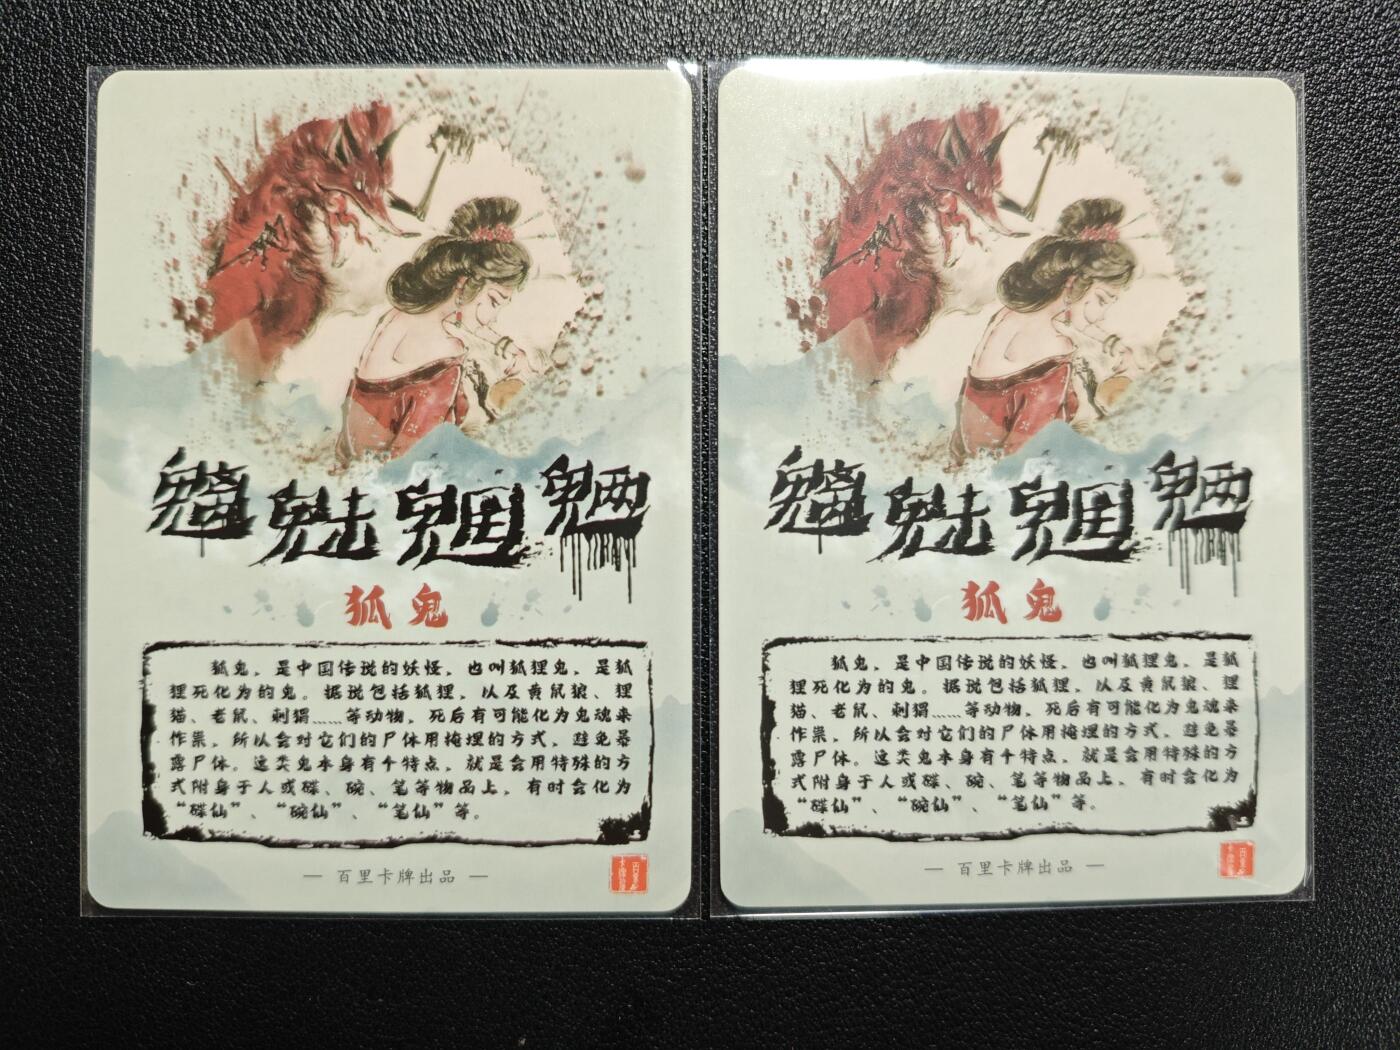 魑魅魍魉
狐鬼
狐鬼，是中国传说的妖怪，也叫狐狸鬼，是狐
狸死化为的鬼。据说包括狐狸，以及黄鼠狼、狸
猫、老鼠、刺猬……等动物，死后有可能化为鬼魂来
作祟，所以会对它们的尸体用掩埋的方式，避免暴
露尸体。这类鬼本身有个特点，就是会用特殊的方
式附身于人或碟、碗、笔等物品上，有时会化为
“碟仙”、“碗仙”、“笔仙”等。
— 百里卡牌出品 —
百里
卡牌
魑魅魍魉
狐鬼
狐鬼，是中国传说的妖怪，也叫狐狸鬼，是狐
狸死化为的鬼。据说包括狐狸，以及黄鼠狼、狸
猫、老鼠、刺猬……等动物，死后有可能化为鬼魂来
作祟，所以会对它们的尸体用掩埋的方式，避免暴
露尸体。这类鬼本身有个特点，就是会用特殊的方
式附身于人或碟、碗、笔等物品上，有时会化为
“碟仙”、“碗仙”、“笔仙”等。
— 百里卡牌出品 —
百里
卡牌